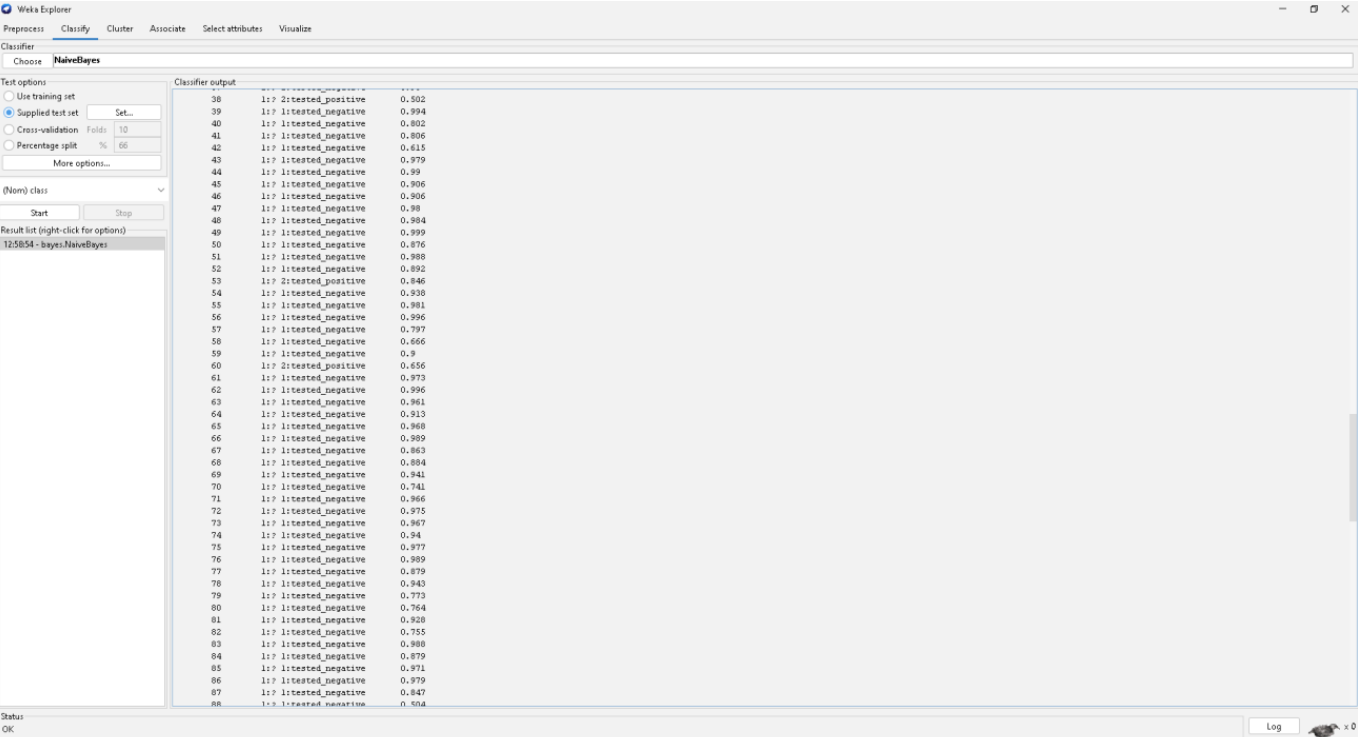 Weka Explorer
Preprocess Classify Cluster Associate Select attributes Visualize
Classifier
Choose NaiveBayes
Test options
Use training set
Supplied test set Set...
Cross-validation Folds 10
Percentage split % 66
More options...
(Nom) class
Start Stop
Result list (right-click for options)
12:58:54 - bayes.NaiveBayes
Classifier output
38 1:? 2:tested_positive 0.502
39 1:? 1:tested_negative 0.994
40 1:? 1:tested_negative 0.802
41 1:? 1:tested_negative 0.806
42 1:? 1:tested_negative 0.615
43 1:? 1:tested_negative 0.979
44 1:? 1:tested_negative 0.99
45 1:? 1:tested_negative 0.906
46 1:? 1:tested_negative 0.906
47 1:? 1:tested_negative 0.98
48 1:? 1:tested_negative 0.984
49 1:? 1:tested_negative 0.999
50 1:? 1:tested_negative 0.876
51 1:? 1:tested_negative 0.988
52 1:? 1:tested_negative 0.892
53 1:? 2:tested_positive 0.846
54 1:? 1:tested_negative 0.938
55 1:? 1:tested_negative 0.981
56 1:? 1:tested_negative 0.996
57 1:? 1:tested_negative 0.797
58 1:? 1:tested_negative 0.666
59 1:? 1:tested_negative 0.9
60 1:? 2:tested_positive 0.656
61 1:? 1:tested_negative 0.973
62 1:? 1:tested_negative 0.996
63 1:? 1:tested_negative 0.961
64 1:? 1:tested_negative 0.913
65 1:? 1:tested_negative 0.968
66 1:? 1:tested_negative 0.989
67 1:? 1:tested_negative 0.863
68 1:? 1:tested_negative 0.884
69 1:? 1:tested_negative 0.941
70 1:? 1:tested_negative 0.741
71 1:? 1:tested_negative 0.966
72 1:? 1:tested_negative 0.975
73 1:? 1:tested_negative 0.967
74 1:? 1:tested_negative 0.94
75 1:? 1:tested_negative 0.977
76 1:? 1:tested_negative 0.989
77 1:? 1:tested_negative 0.879
78 1:? 1:tested_negative 0.943
79 1:? 1:tested_negative 0.773
80 1:? 1:tested_negative 0.764
81 1:? 1:tested_negative 0.928
82 1:? 1:tested_negative 0.755
83 1:? 1:tested_negative 0.988
84 1:? 1:tested_negative 0.879
85 1:? 1:tested_negative 0.971
86 1:? 1:tested_negative 0.979
87 1:? 1:tested_negative 0.847
88 1:? 1:tested_negative 0.504
Status
OK
Log x 0